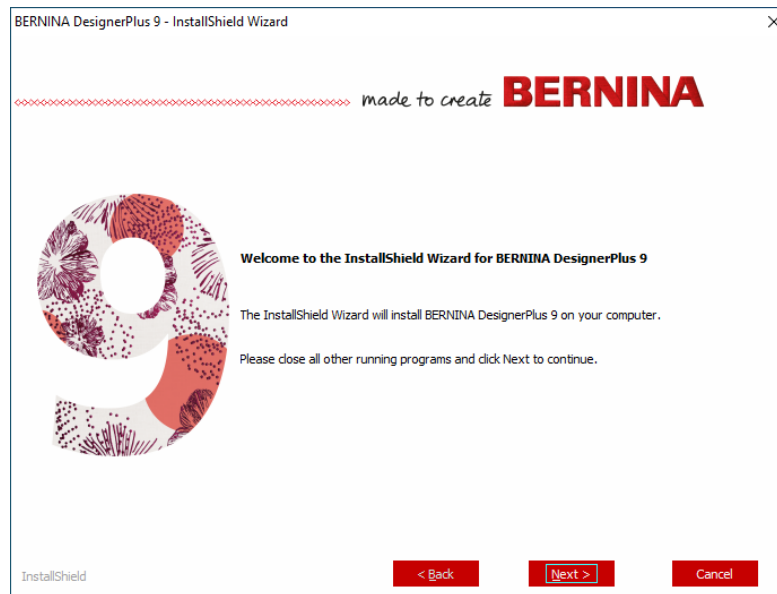 BERNINA DesignerPlus 9 - InstallShield Wizard
made to create BERNINA
9
Welcome to the InstallShield Wizard for BERNINA DesignerPlus 9
The InstallShield Wizard will install BERNINA DesignerPlus 9 on your computer.
Please close all other running programs and click Next to continue.
InstallShield
< Back Next > Cancel